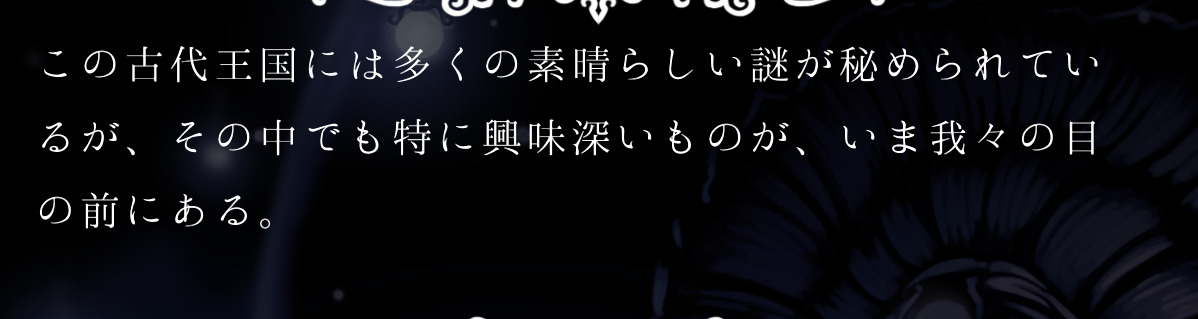 この古代王国には多くの素晴らしい謎が秘められてい
るが、その中でも特に興味深いものが、いま我々の目
の前にある。